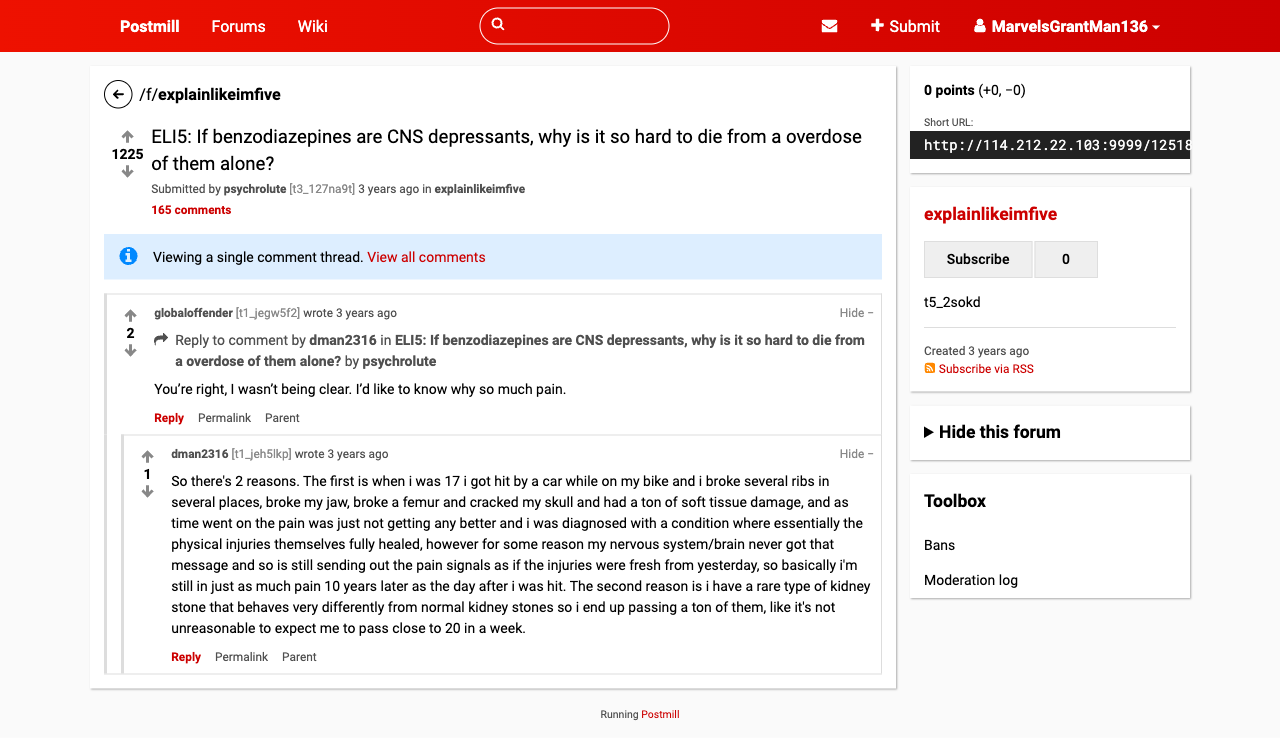 Postmill Forums Wiki Submit MarvelsGrantMan136
/f/explainlikeimfive
1225
ELI5: If benzodiazepines are CNS depressants, why is it so hard to die from a overdose
of them alone?
Submitted by psychrolute [t3_127na9t] 3 years ago in explainlikeimfive
165 comments
Viewing a single comment thread. View all comments
2
globaloffender [t1_jegw5f2] wrote 3 years ago Hide −
Reply to comment by dman2316 in ELI5: If benzodiazepines are CNS depressants, why is it so hard to die from
a overdose of them alone? by psychrolute
You’re right, I wasn’t being clear. I’d like to know why so much pain.
Reply Permalink Parent
1
dman2316 [t1_jeh5lkp] wrote 3 years ago Hide −
So there's 2 reasons. The first is when i was 17 i got hit by a car while on my bike and i broke several ribs in
several places, broke my jaw, broke a femur and cracked my skull and had a ton of soft tissue damage, and as
time went on the pain was just not getting any better and i was diagnosed with a condition where essentially the
physical injuries themselves fully healed, however for some reason my nervous system/brain never got that
message and so is still sending out the pain signals as if the injuries were fresh from yesterday, so basically i'm
still in just as much pain 10 years later as the day after i was hit. The second reason is i have a rare type of kidney
stone that behaves very differently from normal kidney stones so i end up passing a ton of them, like it's not
unreasonable to expect me to pass close to 20 in a week.
Reply Permalink Parent
0 points (+0, −0)
Short URL:
http://114.212.22.103:9999/12518
explainlikeimfive
Subscribe 0
t5_2sokd
Created 3 years ago
Subscribe via RSS
Hide this forum
Toolbox
Bans
Moderation log
Running Postmill